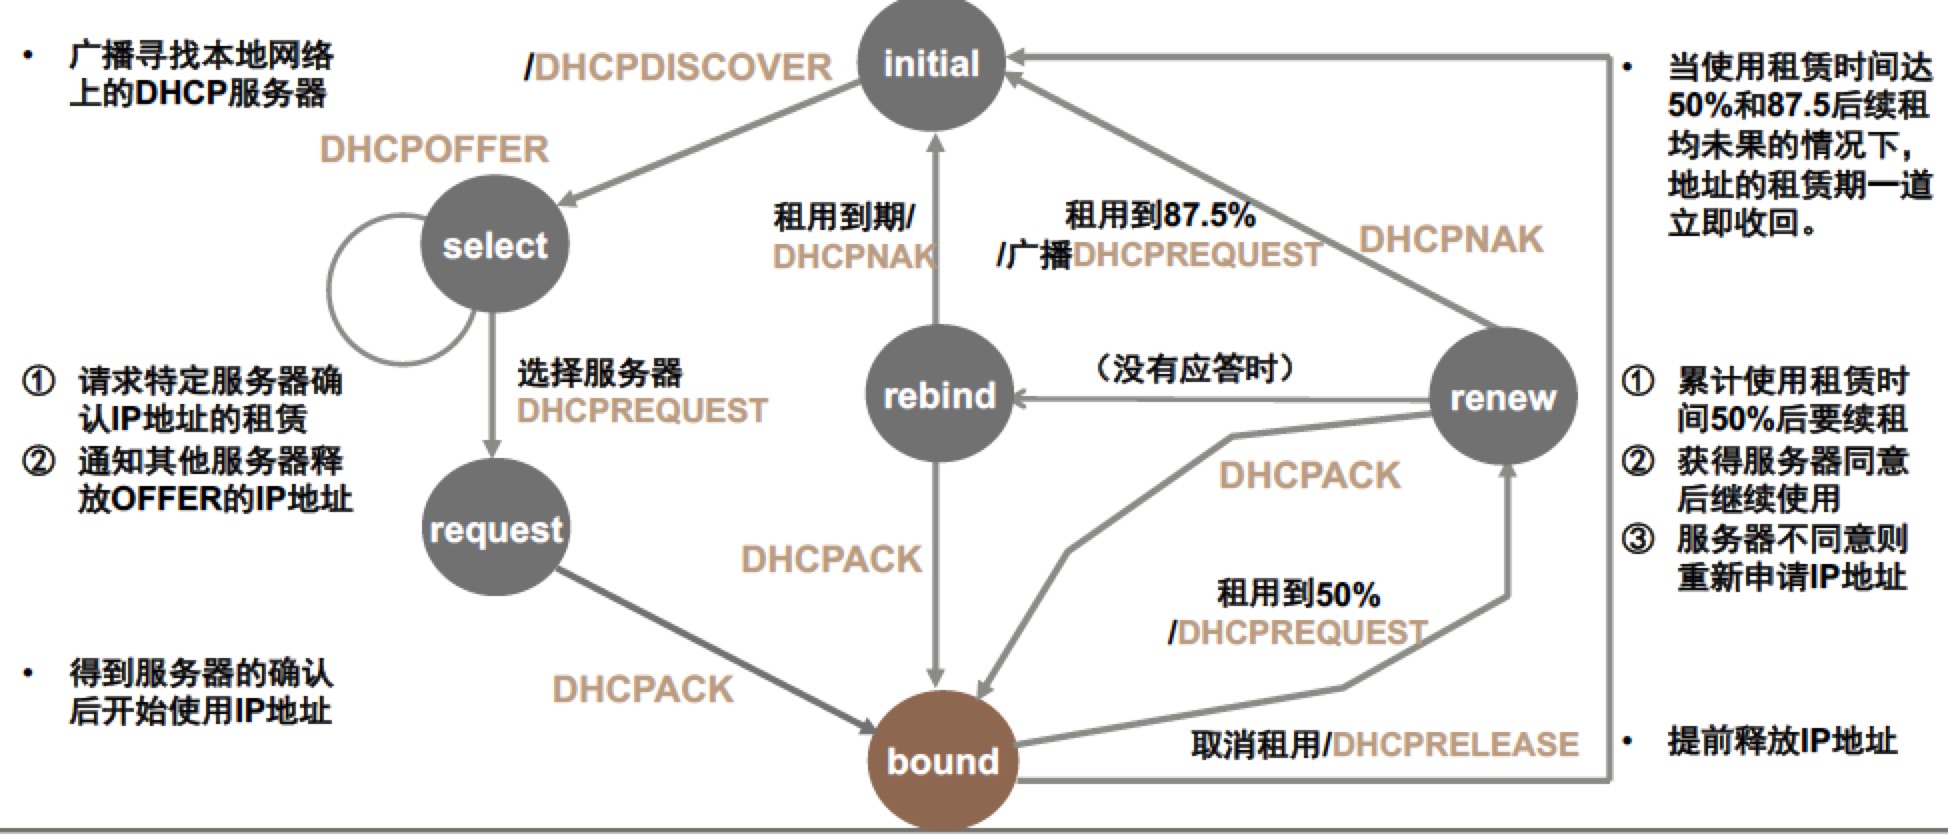 • 广播寻找本地网络
上的DHCP服务器
/DHCPDISCOVER
initial
• 当使用租赁时间达
50%和87.5后续租
均未果的情况下，
地址的租赁期一道
立即收回。
DHCPOFFER
select
租用到期/
DHCPNAK
租用到87.5%
/广播DHCPREQUEST
DHCPNAK
① 请求特定服务器确
认IP地址的租赁
② 通知其他服务器释
放OFFER的IP地址
选择服务器
DHCPREQUEST
rebind
（没有应答时）
renew
① 累计使用租赁时
间50%后要续租
② 获得服务器同意
后继续使用
③ 服务器不同意则
重新申请IP地址
request
DHCPACK
DHCPACK
租用到50%
/DHCPREQUEST
• 得到服务器的确认
后开始使用IP地址
DHCPACK
bound
取消租用/DHCPRELEASE
• 提前释放IP地址